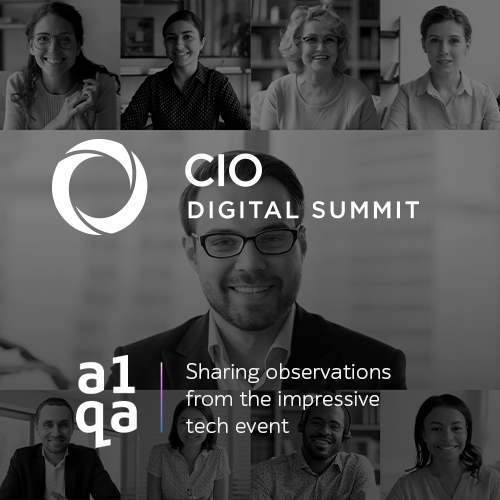 CIO
DIGITAL SUMMIT
a1
qa
Sharing observations
from the impressive
tech event